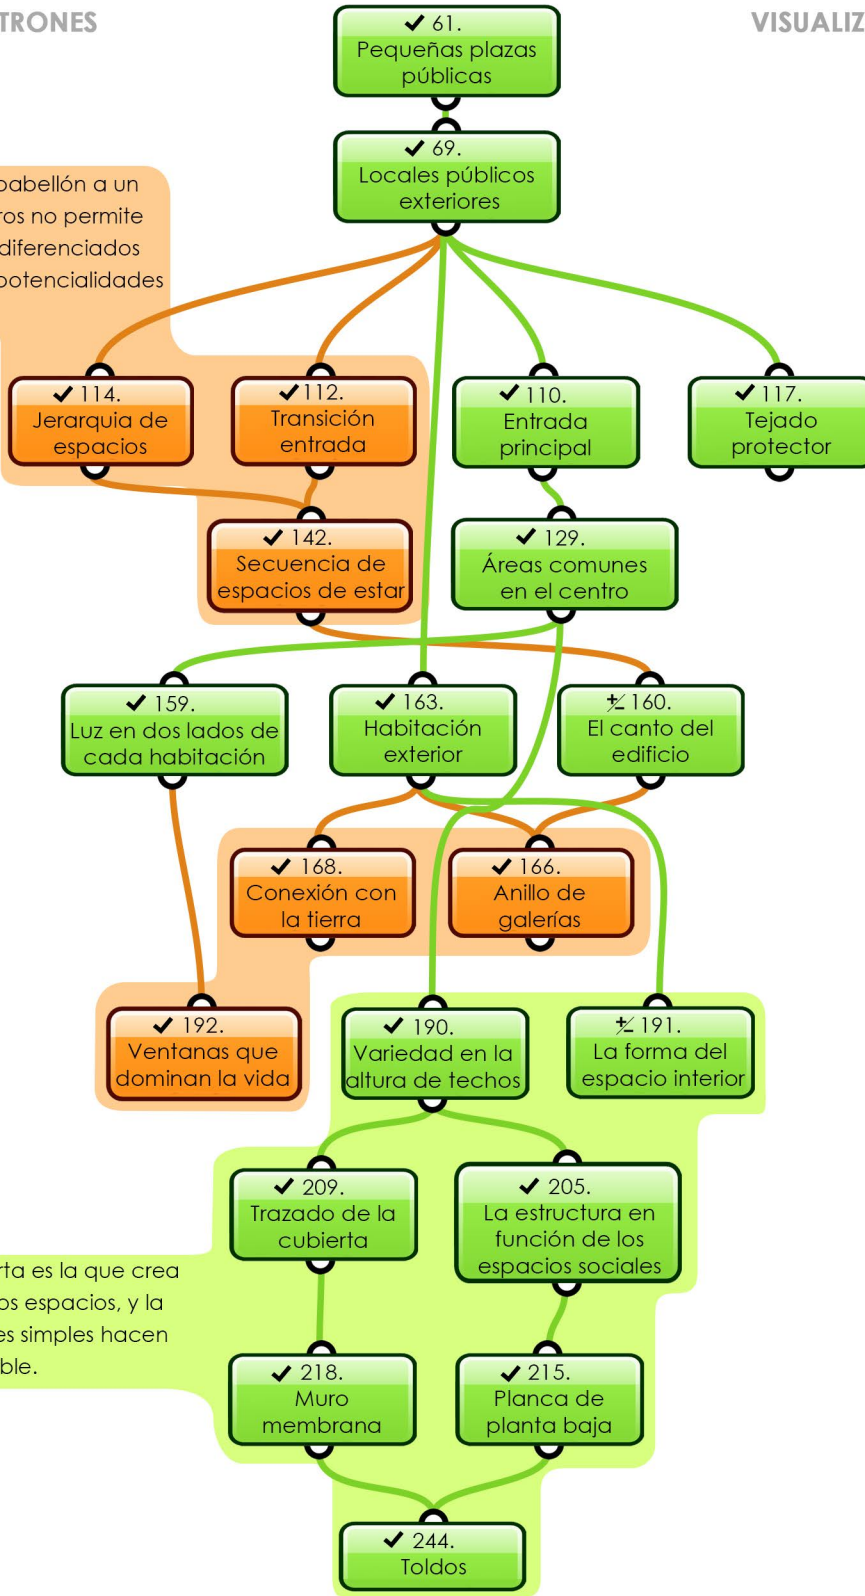 TRONES
VISUALIZ
✔ 61.
Pequeñas plazas
públicas
✔ 69.
Locales públicos
exteriores
pabellón a un
ros no permite
diferenciados
potencialidades
✔ 114.
Jerarquia de
espacios
✔ 112.
Transición
entrada
✔ 110.
Entrada
principal
✔ 117.
Tejado
protector
✔ 142.
Secuencia de
espacios de estar
✔ 129.
Áreas comunes
en el centro
✔ 159.
Luz en dos lados de
cada habitación
✔ 163.
Habitación
exterior
± 160.
El canto del
edificio
✔ 168.
Conexión con
la tierra
✔ 166.
Anillo de
galerías
✔ 192.
Ventanas que
dominan la vida
✔ 190.
Variedad en la
altura de techos
± 191.
La forma del
espacio interior
✔ 209.
Trazado de la
cubierta
✔ 205.
La estructura en
función de los
espacios sociales
rta es la que crea
os espacios, y la
es simples hacen
ble.
✔ 218.
Muro
membrana
✔ 215.
Planca de
planta baja
✔ 244.
Toldos